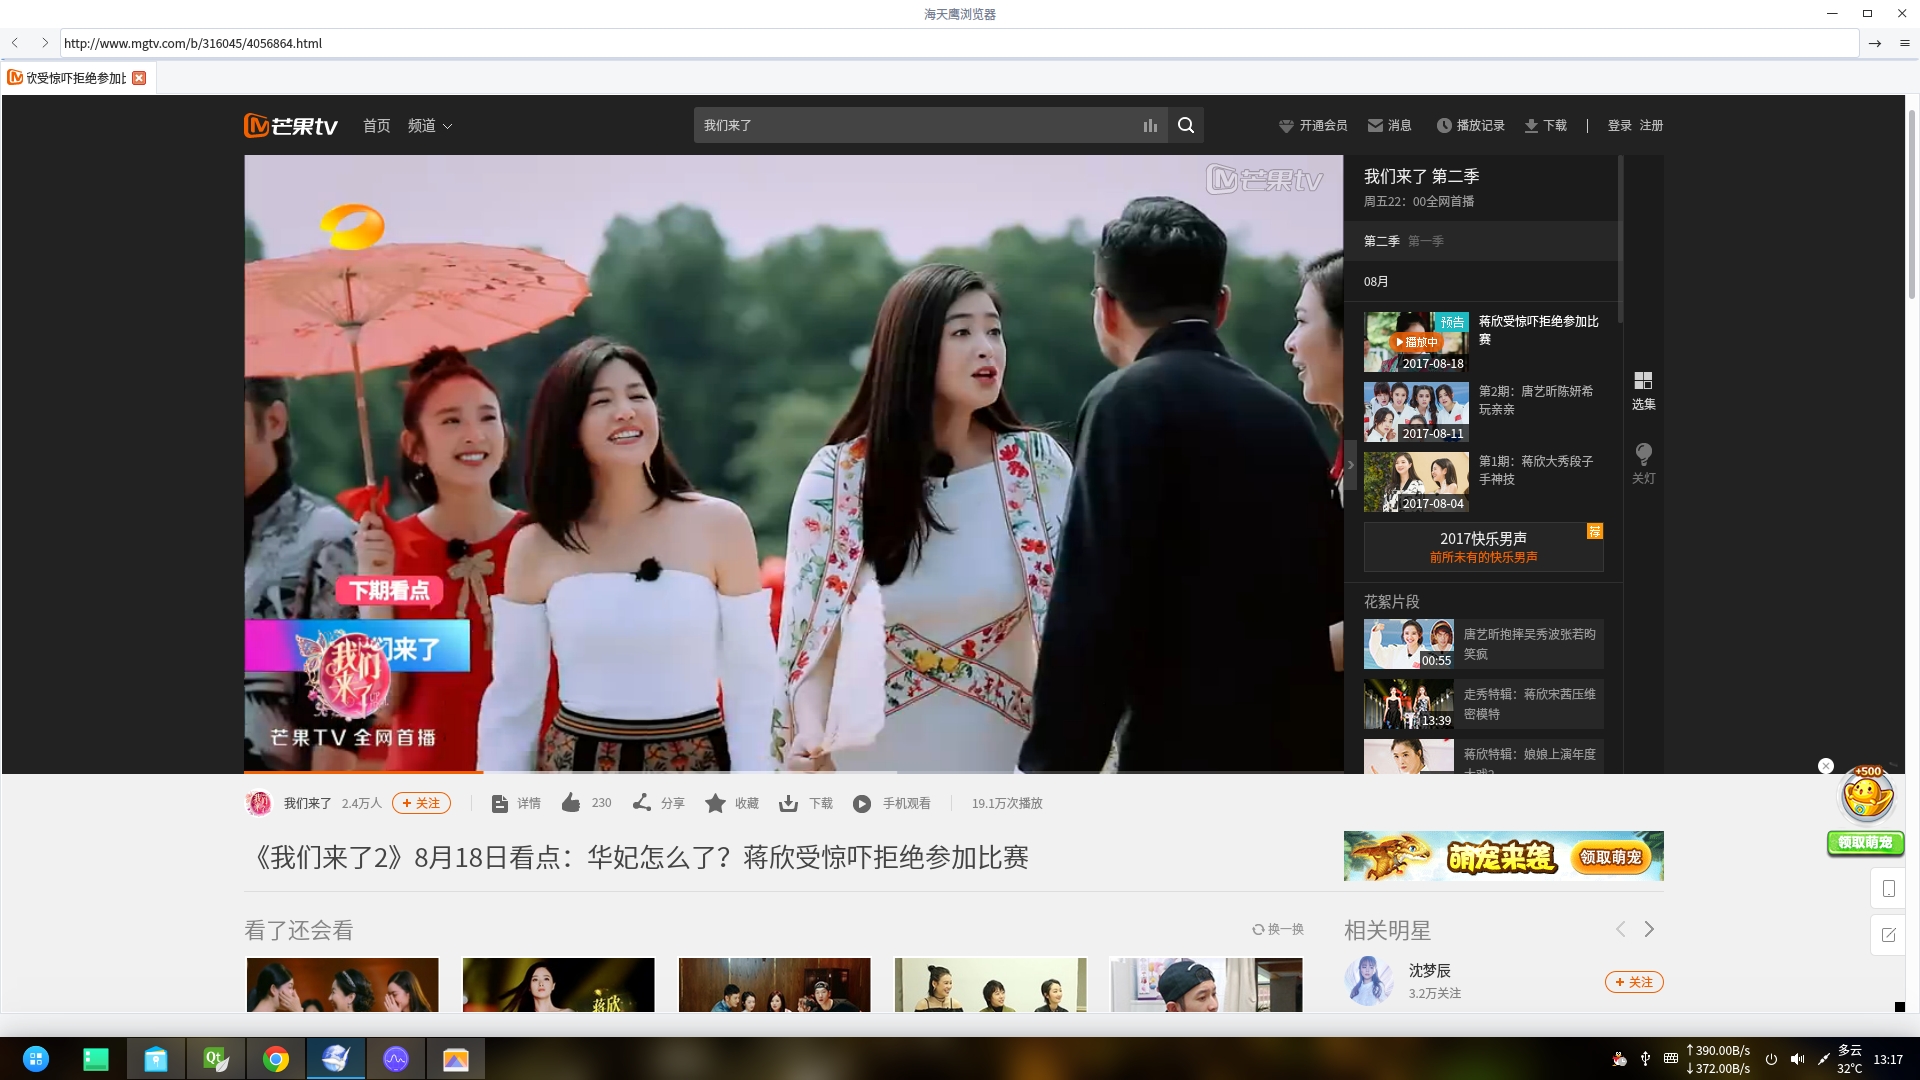 海天鹰浏览器
http://www.mgtv.com/b/316045/4056864.html
欣受惊吓拒绝参加比
芒果tv
首页 频道
我们来了
开通会员 消息 播放记录 下载 | 登录 注册
芒果tv
下期看点
我们来了
芒果TV 全网首播
我们来了 第二季
周五22：00全网首播
第二季 第一季
08月
预告
播放中
2017-08-18
蒋欣受惊吓拒绝参加比
赛
2017-08-11
第2期：唐艺昕陈妍希
玩亲亲
2017-08-04
第1期：蒋欣大秀段子
手神技
2017快乐男声
荐
前所未有的快乐男声
花絮片段
00:55
唐艺昕抱摔吴秀波张若昀
笑疯
13:39
走秀特辑：蒋欣宋茜压维
密模特
蒋欣特辑：娘娘上演年度
选集
关灯
我们来了 2.4万人 + 关注 详情 230 分享 收藏 下载 手机观看 19.1万次播放
《我们来了2》8月18日看点：华妃怎么了？蒋欣受惊吓拒绝参加比赛
萌宠来袭 领取萌宠
+500
领取萌宠
看了还会看
换一换
蒋欣
相关明星
沈梦辰
3.2万关注
+ 关注
Qt
↑390.00B/s
↓372.00B/s
多云
32°C
13:17